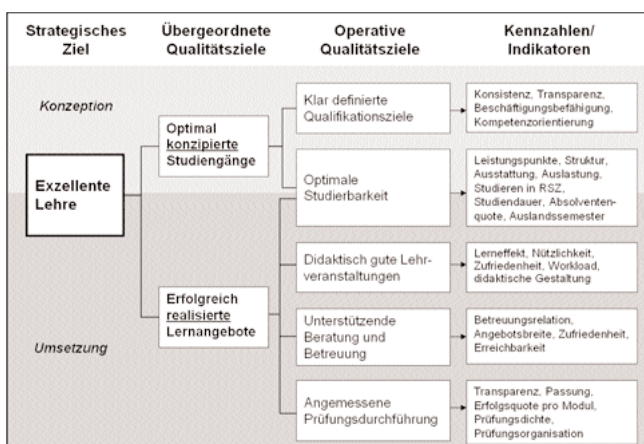 Strategisches
Ziel
Übergeordnete
Qualitätsziele
Operative
Qualitätsziele
Kennzahlen/
Indikatoren
Konzeption
Exzellente
Lehre
Umsetzung
Optimal
konzipierte
Studiengänge
Erfolgreich
realisierte
Lernangebote
Klar definierte
Qualifikationsziele
Optimale
Studierbarkeit
Didaktisch gute Lehr-
veranstaltungen
Unterstützende
Beratung und
Betreuung
Angemessene
Prüfungsdurchführung
Konsistenz, Transparenz,
Beschäftigungsbefähigung,
Kompetenzorientierung
Leistungspunkte, Struktur,
Ausstattung, Auslastung,
Studieren in RSZ,
Studiendauer, Absolventen-
quote, Auslandssemester
Lerneffekt, Nützlichkeit,
Zufriedenheit, Workload,
didaktische Gestaltung
Betreuungsrelation,
Angebotsbreite, Zufriedenheit,
Erreichbarkeit
Transparenz, Passung,
Erfolgsquote pro Modul,
Prüfungsdichte,
Prüfungsorganisation